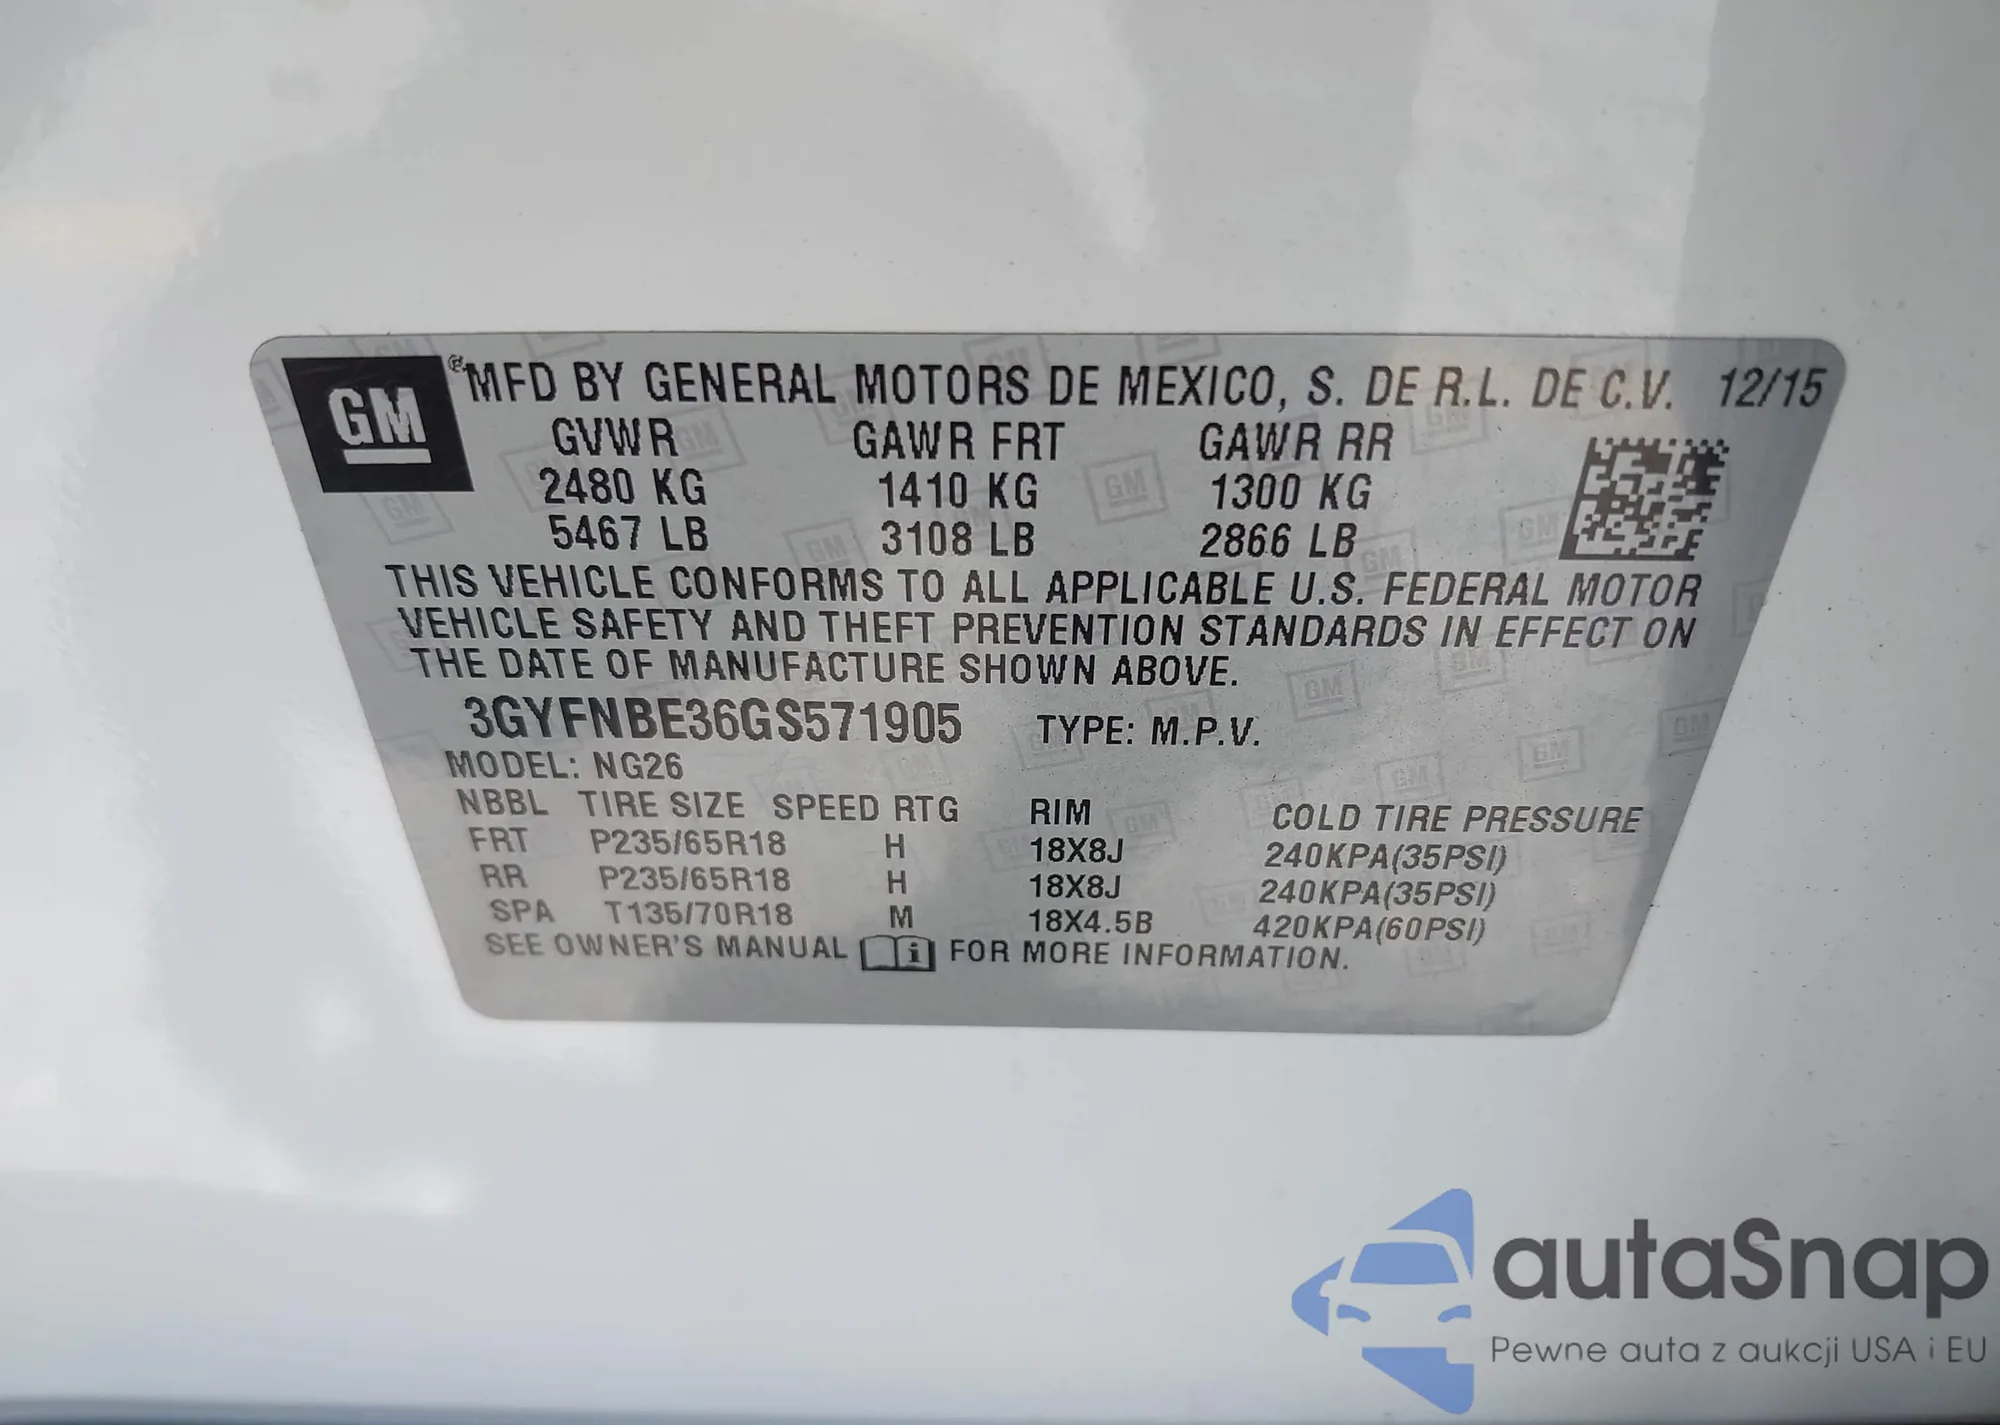 GM ® MFD BY GENERAL MOTORS DE MEXICO, S. DE R.L. DE C.V. 12/15
GVWR GAWR FRT GAWR RR
2480 KG 1410 KG 1300 KG
5467 LB 3108 LB 2866 LB
THIS VEHICLE CONFORMS TO ALL APPLICABLE U.S. FEDERAL MOTOR
VEHICLE SAFETY AND THEFT PREVENTION STANDARDS IN EFFECT ON
THE DATE OF MANUFACTURE SHOWN ABOVE.
3GYFNBE36GS571905 TYPE: M.P.V.
MODEL: NG26
NBBL TIRE SIZE SPEED RTG RIM COLD TIRE PRESSURE
FRT P235/65R18 H 18X8J 240KPA(35PSI)
RR P235/65R18 H 18X8J 240KPA(35PSI)
SPA T135/70R18 M 18X4.5B 420KPA(60PSI)
SEE OWNER'S MANUAL i FOR MORE INFORMATION.
autaSnap
Pewne auta z aukcji USA i EU